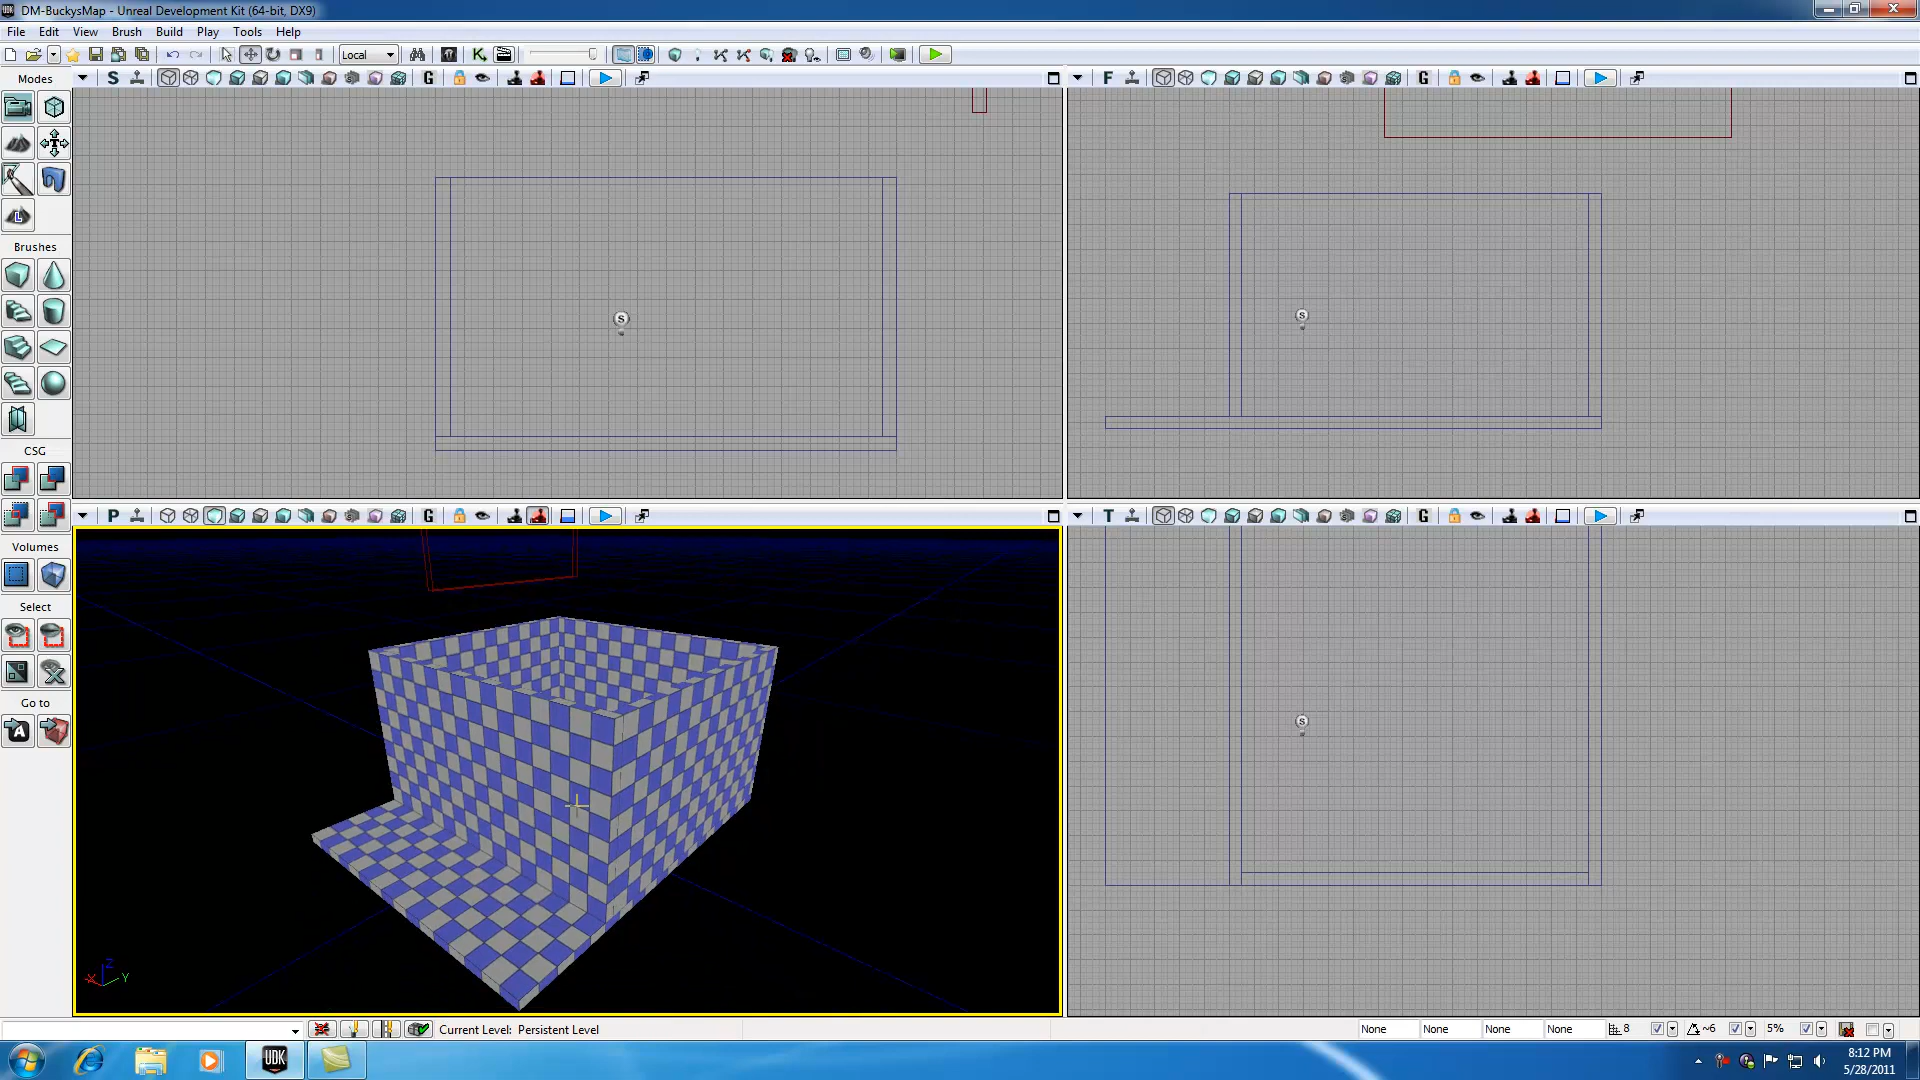 DM-BuckysMap - Unreal Development Kit (64-bit, DX9)
File Edit View Brush Build Play Tools Help
Local
Modes
S
G
F
G
L
Brushes
CSG
P
G
T
G
Volumes
Select
Go to
A
S
S
S
X
Y
Z
Current Level: Persistent Level
None None None None 8 ~6 5%
UDK
8:12 PM
5/28/2011